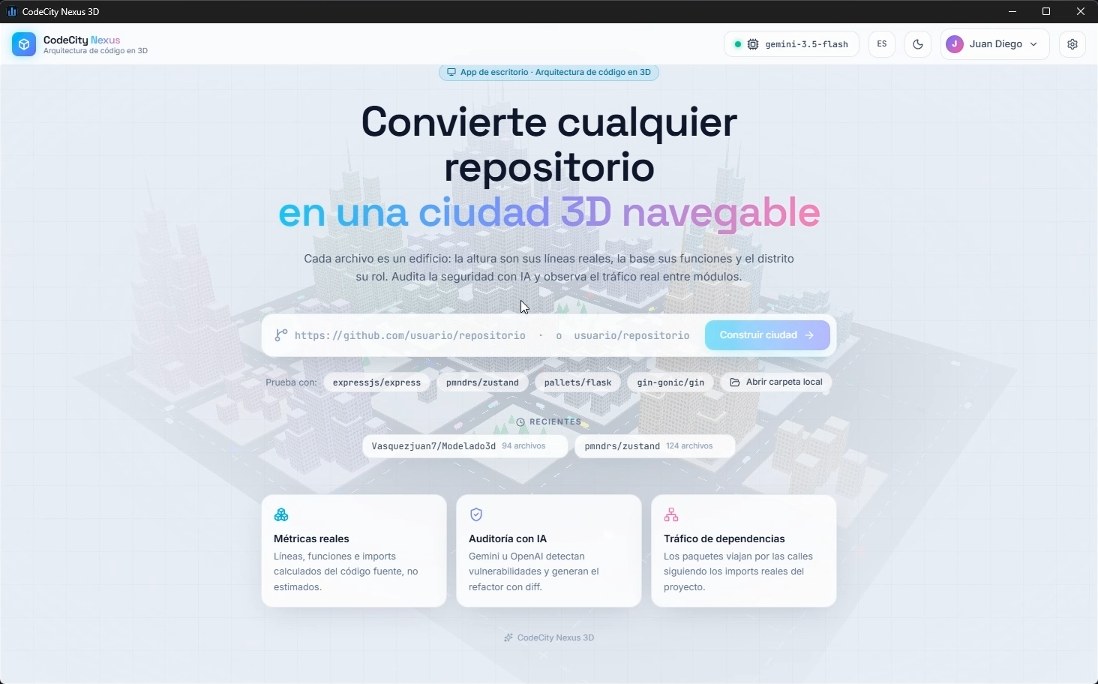 CodeCity Nexus 3D
CodeCity Nexus
Arquitectura de código en 3D
gemini-3.5-flash
ES
J
Juan Diego
App de escritorio · Arquitectura de código en 3D
Convierte cualquier
repositorio
en una ciudad 3D navegable
Cada archivo es un edificio: la altura son sus líneas reales, la base sus funciones y el distrito
su rol. Audita la seguridad con IA y observa el tráfico real entre módulos.
https://github.com/usuario/repositorio · o usuario/repositorio
Construir ciudad →
Prueba con: expressjs/express pmndrs/zustand pallets/flask gin-gonic/gin Abrir carpeta local
RECIENTES
Vasquezjuan7/Modelado3d 94 archivos pmndrs/zustand 124 archivos
Métricas reales
Líneas, funciones e imports
calculados del código fuente, no
estimados.
Auditoría con IA
Gemini u OpenAI detectan
vulnerabilidades y generan el
refactor con diff.
Tráfico de dependencias
Los paquetes viajan por las calles
siguiendo los imports reales del
proyecto.
CodeCity Nexus 3D